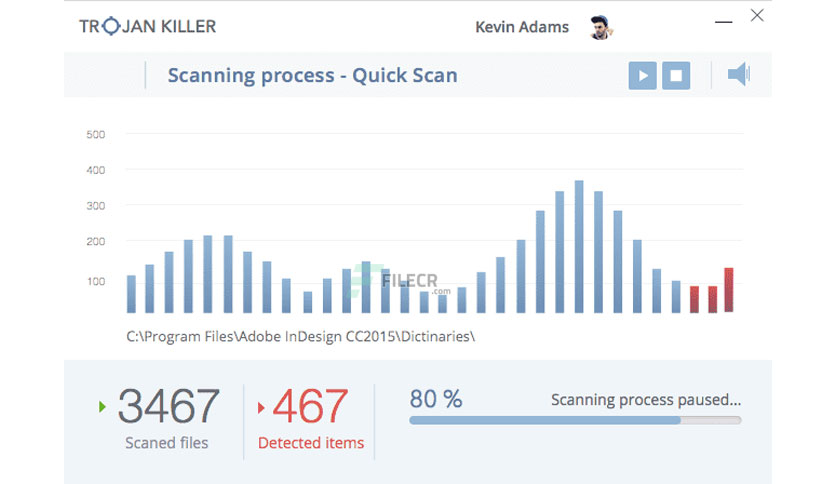 TROJAN KILLER
Kevin Adams
Scanning process - Quick Scan
500
400
300
200
100
FILECR
.com
C:\Program Files\Adobe InDesign CC2015\Dictinaries\
3467
Scaned files
467
Detected items
80 %
Scanning process paused...